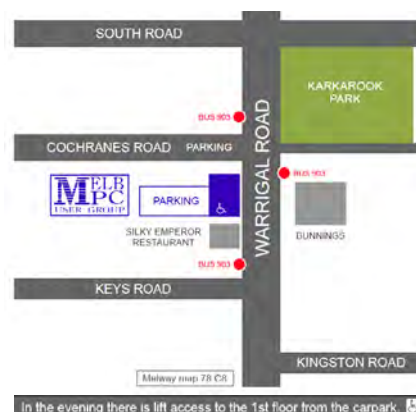 SOUTH ROAD
KARKAROOK
PARK
BUS 903
WARRIGAL ROAD
COCHRANES ROAD PARKING
BUS 903
MELB
PC
USER GROUP
PARKING
SILKY EMPEROR
RESTAURANT
BUNNINGS
BUS 903
KEYS ROAD
KINGSTON ROAD
Melway map 78 C8
In the evening there is lift access to the 1st floor from the carpark.